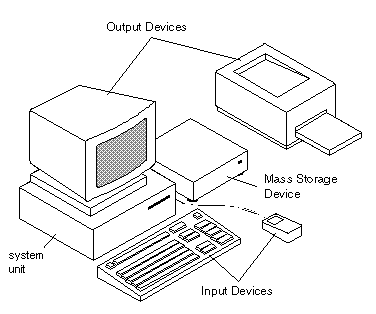 Output Devices
Mass Storage
Device
system
unit
Input Devices